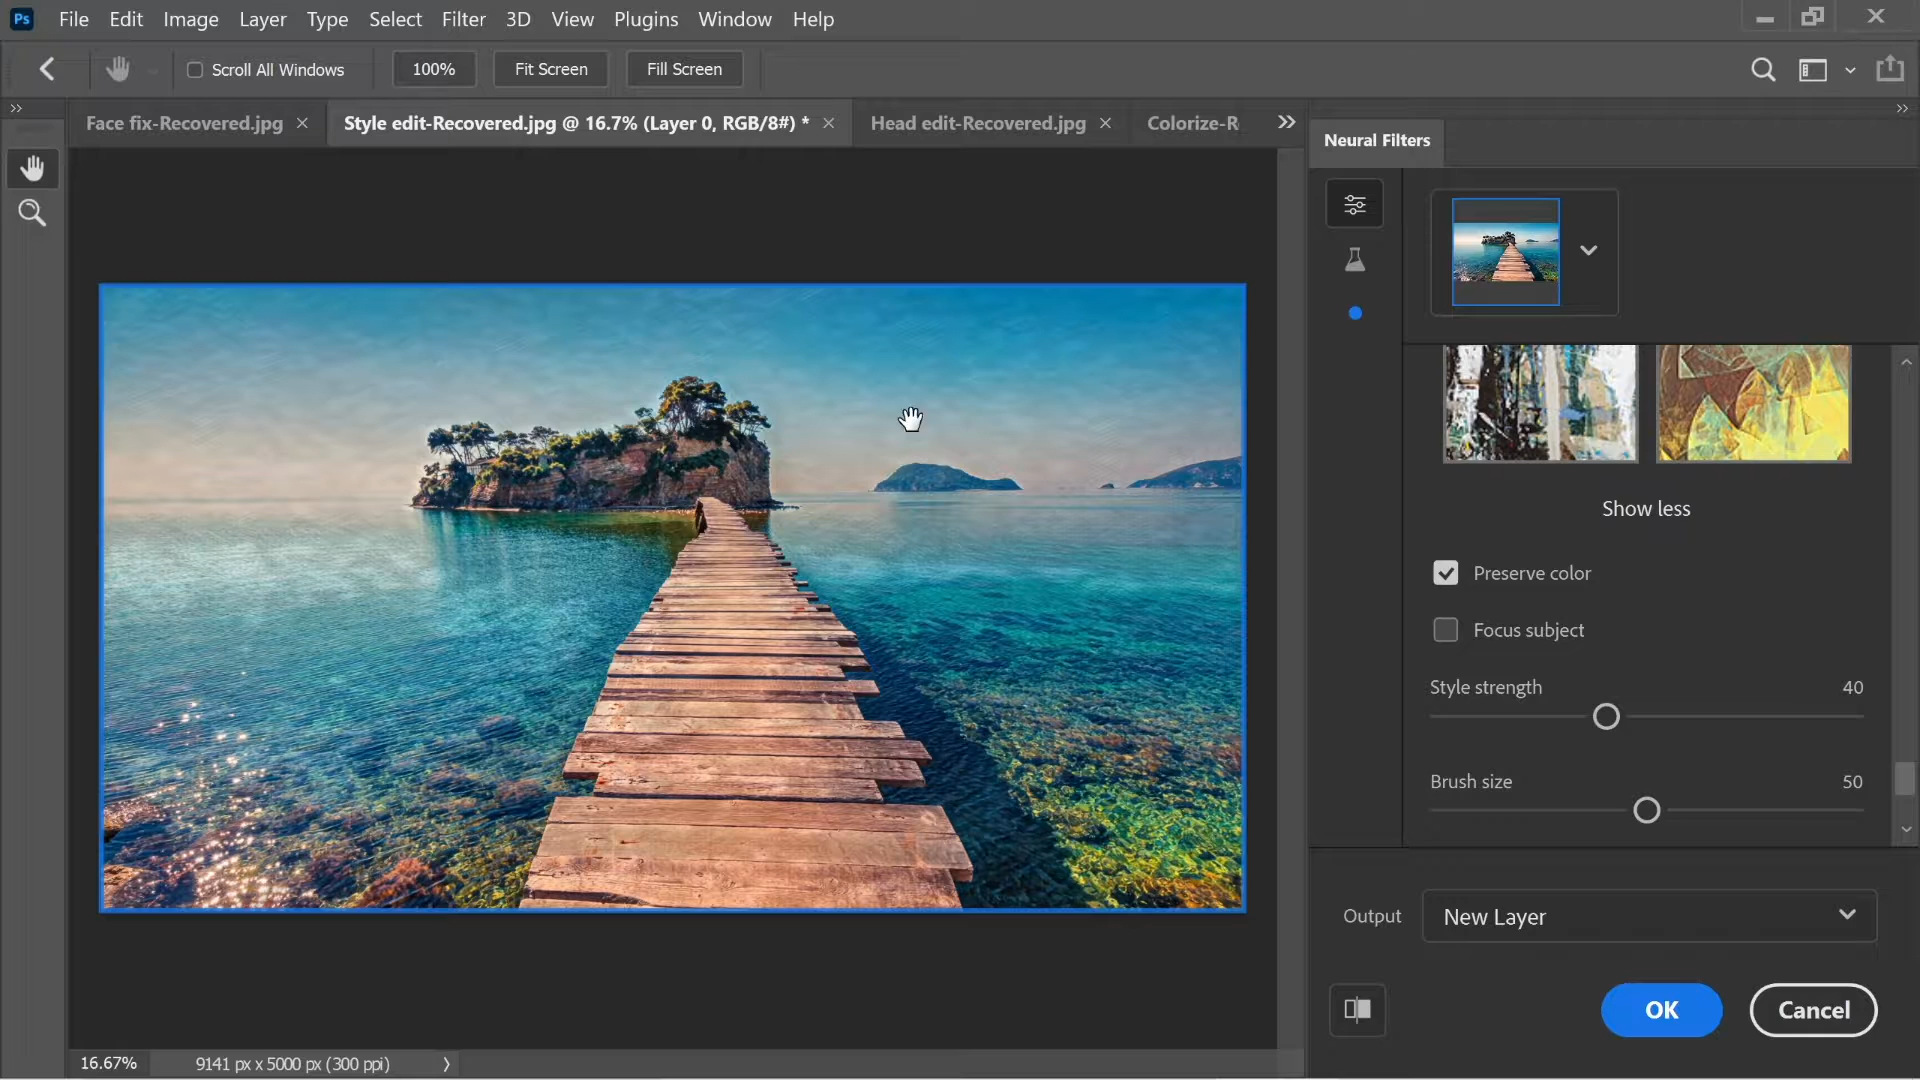 Ps File Edit Image Layer Type Select Filter 3D View Plugins Window Help
Scroll All Windows 100% Fit Screen Fill Screen
Face fix-Recovered.jpg × Style edit-Recovered.jpg @ 16.7% (Layer 0, RGB/8#) * × Head edit-Recovered.jpg × Colorize-R
Neural Filters
Show less
Preserve color
Focus subject
Style strength 40
Brush size 50
Output New Layer
OK Cancel
16.67% 9141 px x 5000 px (300 ppi)